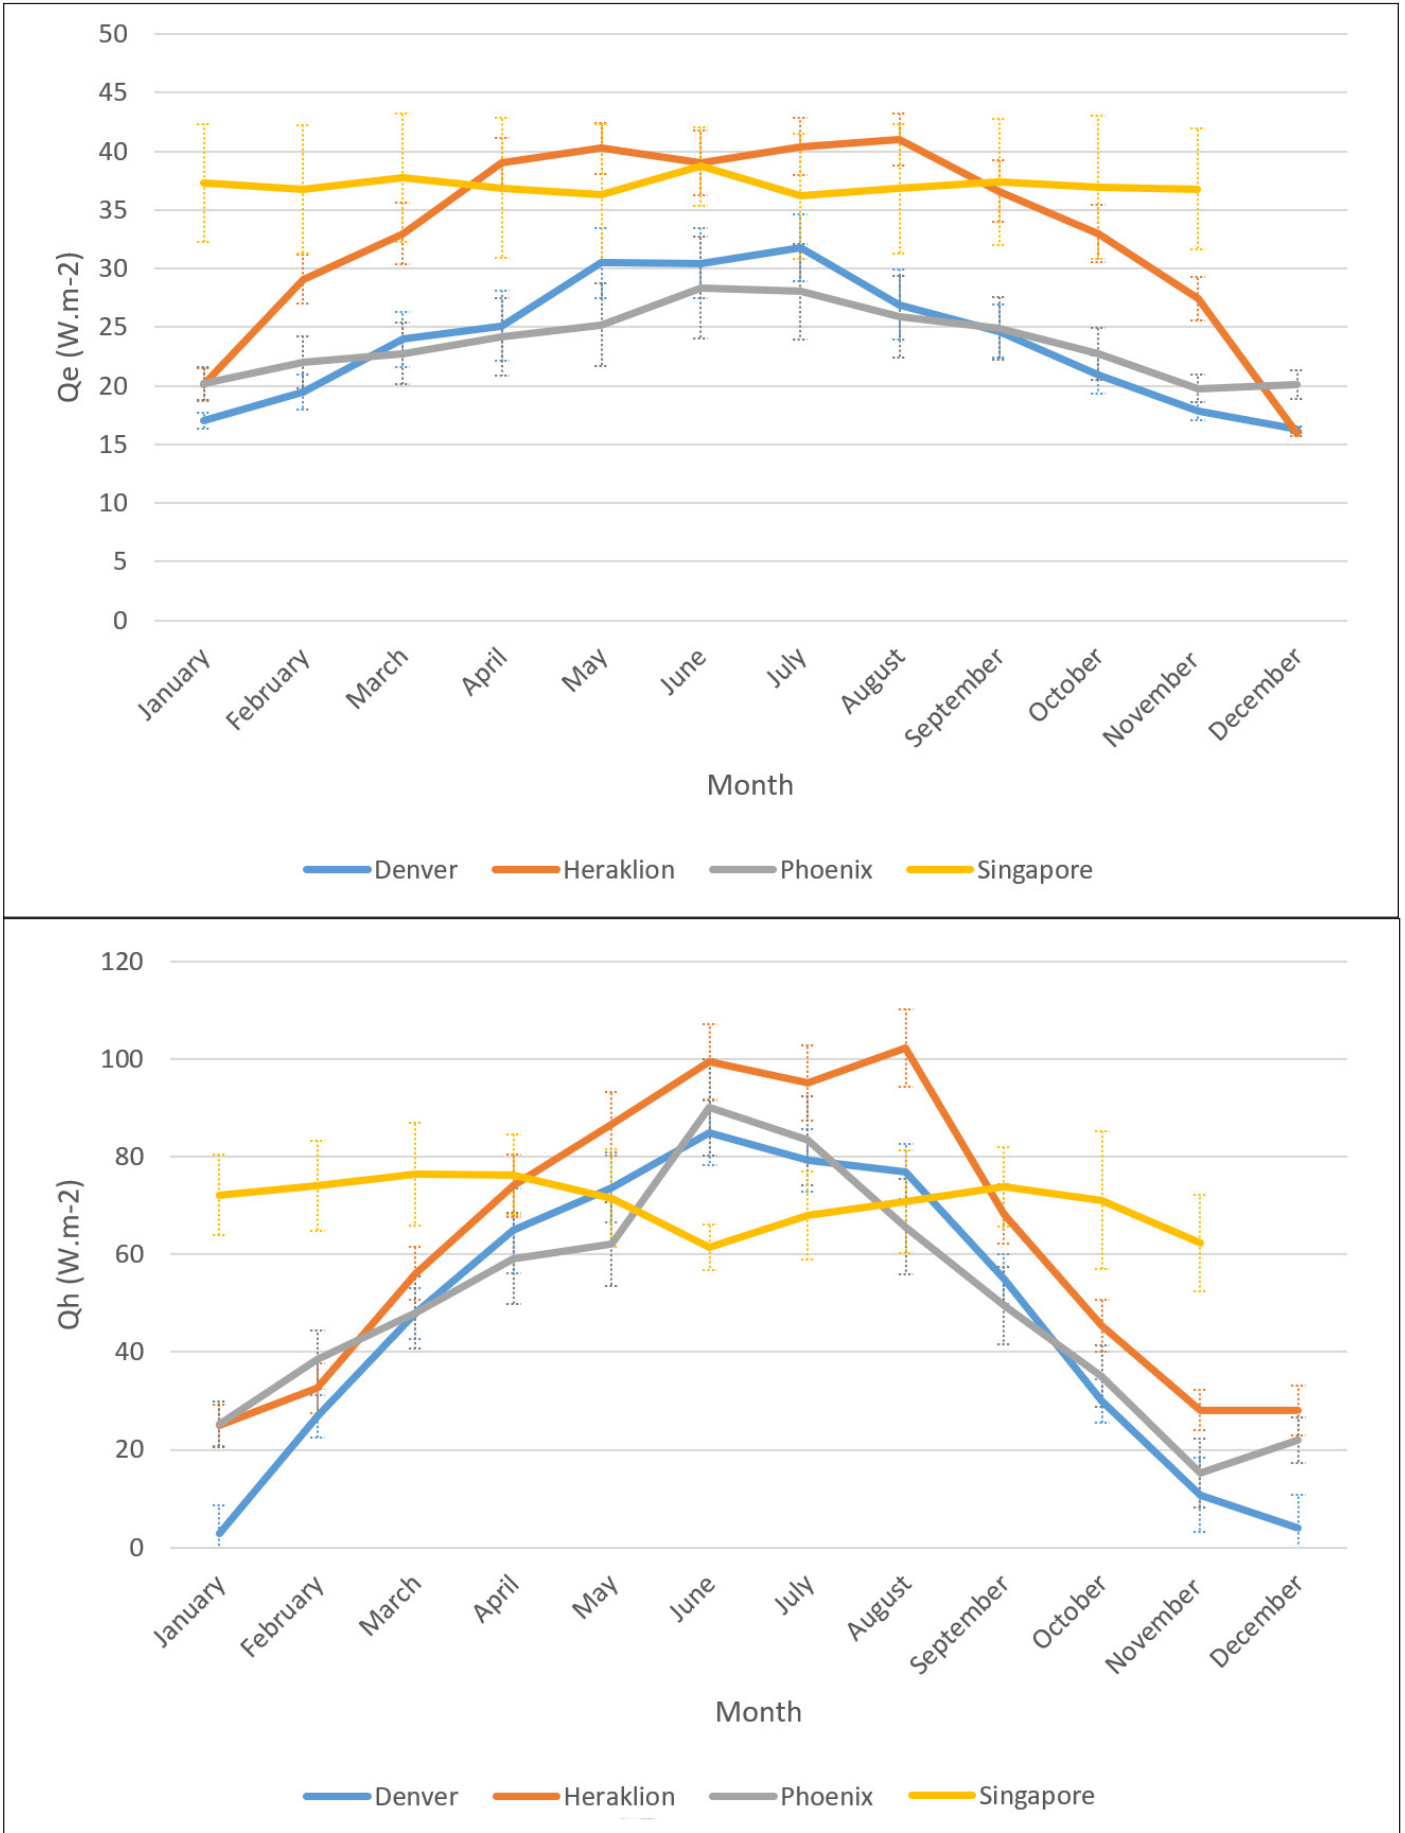 50
45
40
35
30
25
20
15
10
5
0
Qe (W.m-2)
January
February
March
April
May
June
July
August
September
October
November
December
Month
Denver Heraklion Phoenix Singapore
120
100
80
60
40
20
0
Qh (W.m-2)
January
February
March
April
May
June
July
August
September
October
November
December
Month
Denver Heraklion Phoenix Singapore